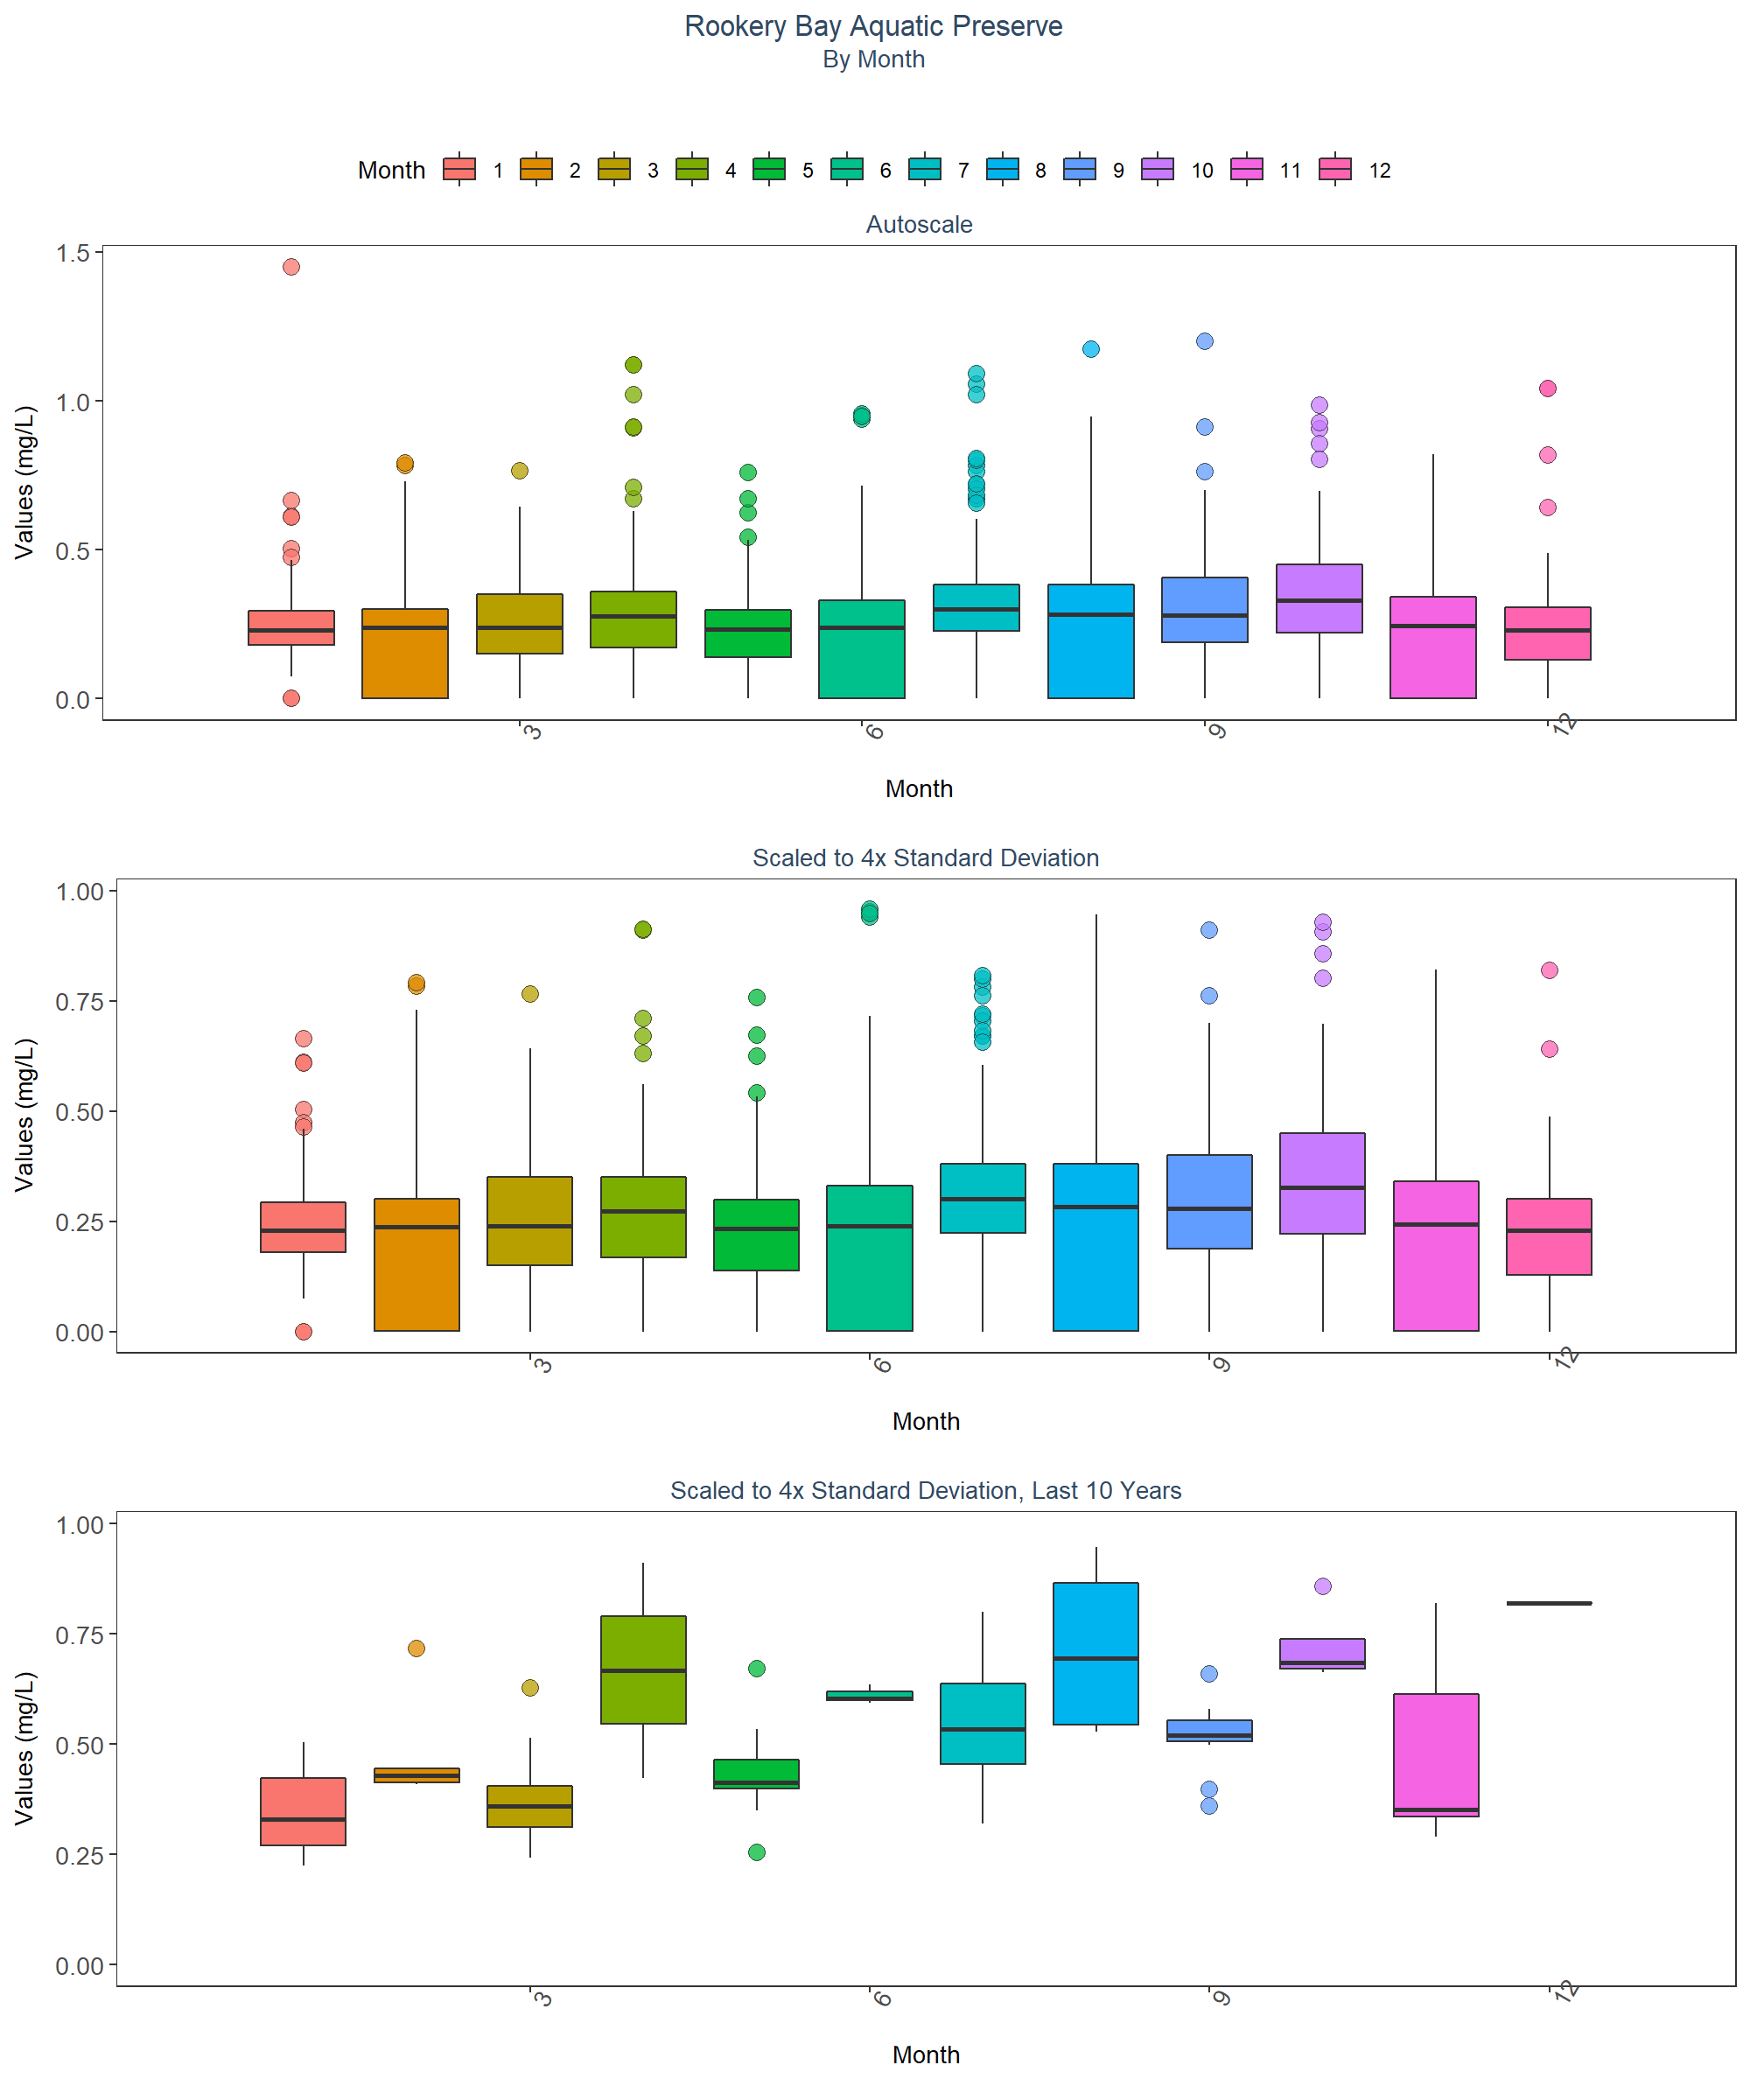 Rookery Bay Aquatic Preserve
By Month
Month 1 2 3 4 5 6 7 8 9 10 11 12
Autoscale
1.5
1.0
0.5
0.0
Values (mg/L)
3 6 9 12
Month
Scaled to 4x Standard Deviation
1.00
0.75
0.50
0.25
0.00
Values (mg/L)
3 6 9 12
Month
Scaled to 4x Standard Deviation, Last 10 Years
1.00
0.75
0.50
0.25
0.00
Values (mg/L)
3 6 9 12
Month